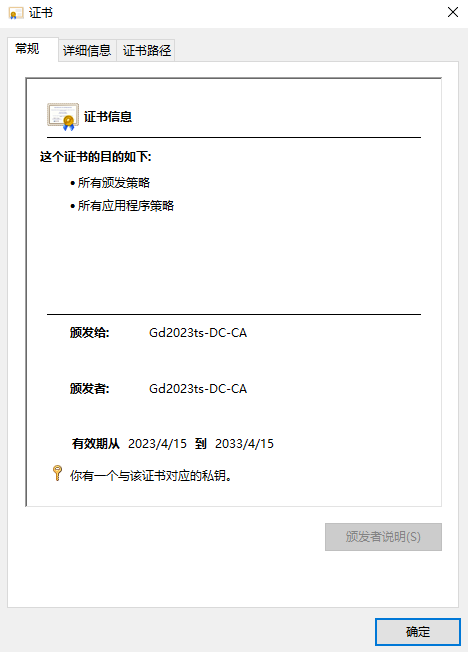 证书
常规 详细信息 证书路径
证书信息
这个证书的目的如下:
• 所有颁发策略
• 所有应用程序策略
颁发给: Gd2023ts-DC-CA
颁发者: Gd2023ts-DC-CA
有效期从 2023/4/15 到 2033/4/15
你有一个与该证书对应的私钥。
颁发者说明(S)
确定